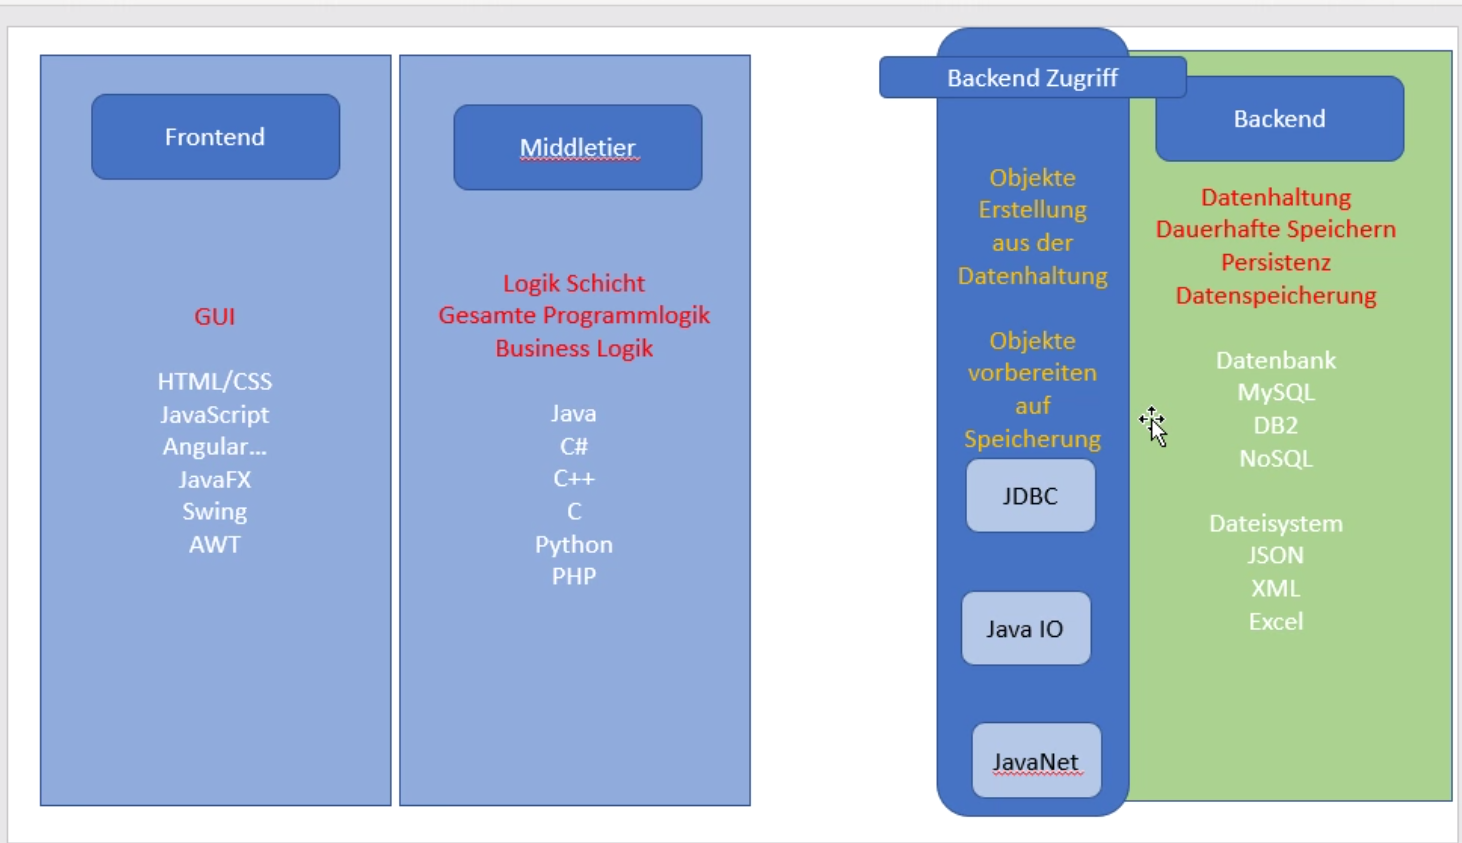 Frontend
GUI
HTML/CSS
JavaScript
Angular...
JavaFX
Swing
AWT
Middletier
Logik Schicht
Gesamte Programmlogik
Business Logik
Java
C#
C++
C
Python
PHP
Backend Zugriff
Objekte
Erstellung
aus der
Datenhaltung
Objekte
vorbereiten
auf
Speicherung
JDBC
Java IO
JavaNet
Backend
Datenhaltung
Dauerhafte Speichern
Persistenz
Datenspeicherung
Datenbank
MySQL
DB2
NoSQL
Dateisystem
JSON
XML
Excel